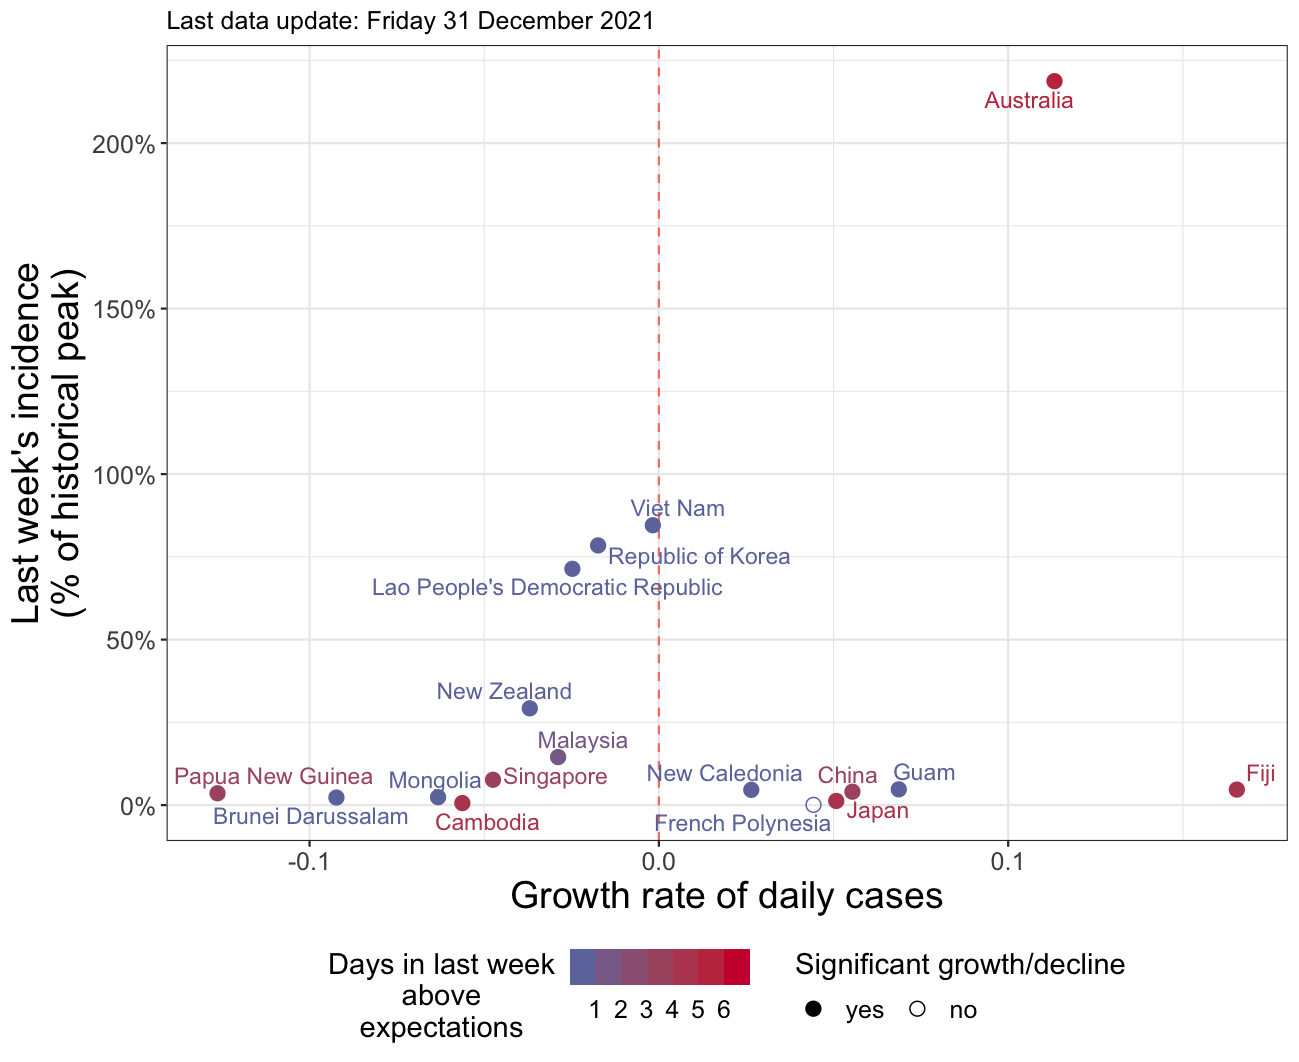 Last data update: Friday 31 December 2021
Last week's incidence
(% of historical peak)
200%
150%
100%
50%
0%
Australia
Viet Nam
Republic of Korea
Lao People's Democratic Republic
New Zealand
Malaysia
Papua New Guinea
Mongolia
Singapore
New Caledonia
China
Guam
Fiji
Brunei Darussalam
Cambodia
French Polynesia
Japan
-0.1
0.0
0.1
Growth rate of daily cases
Days in last week
above
expectations
1 2 3 4 5 6
Significant growth/decline
yes
no